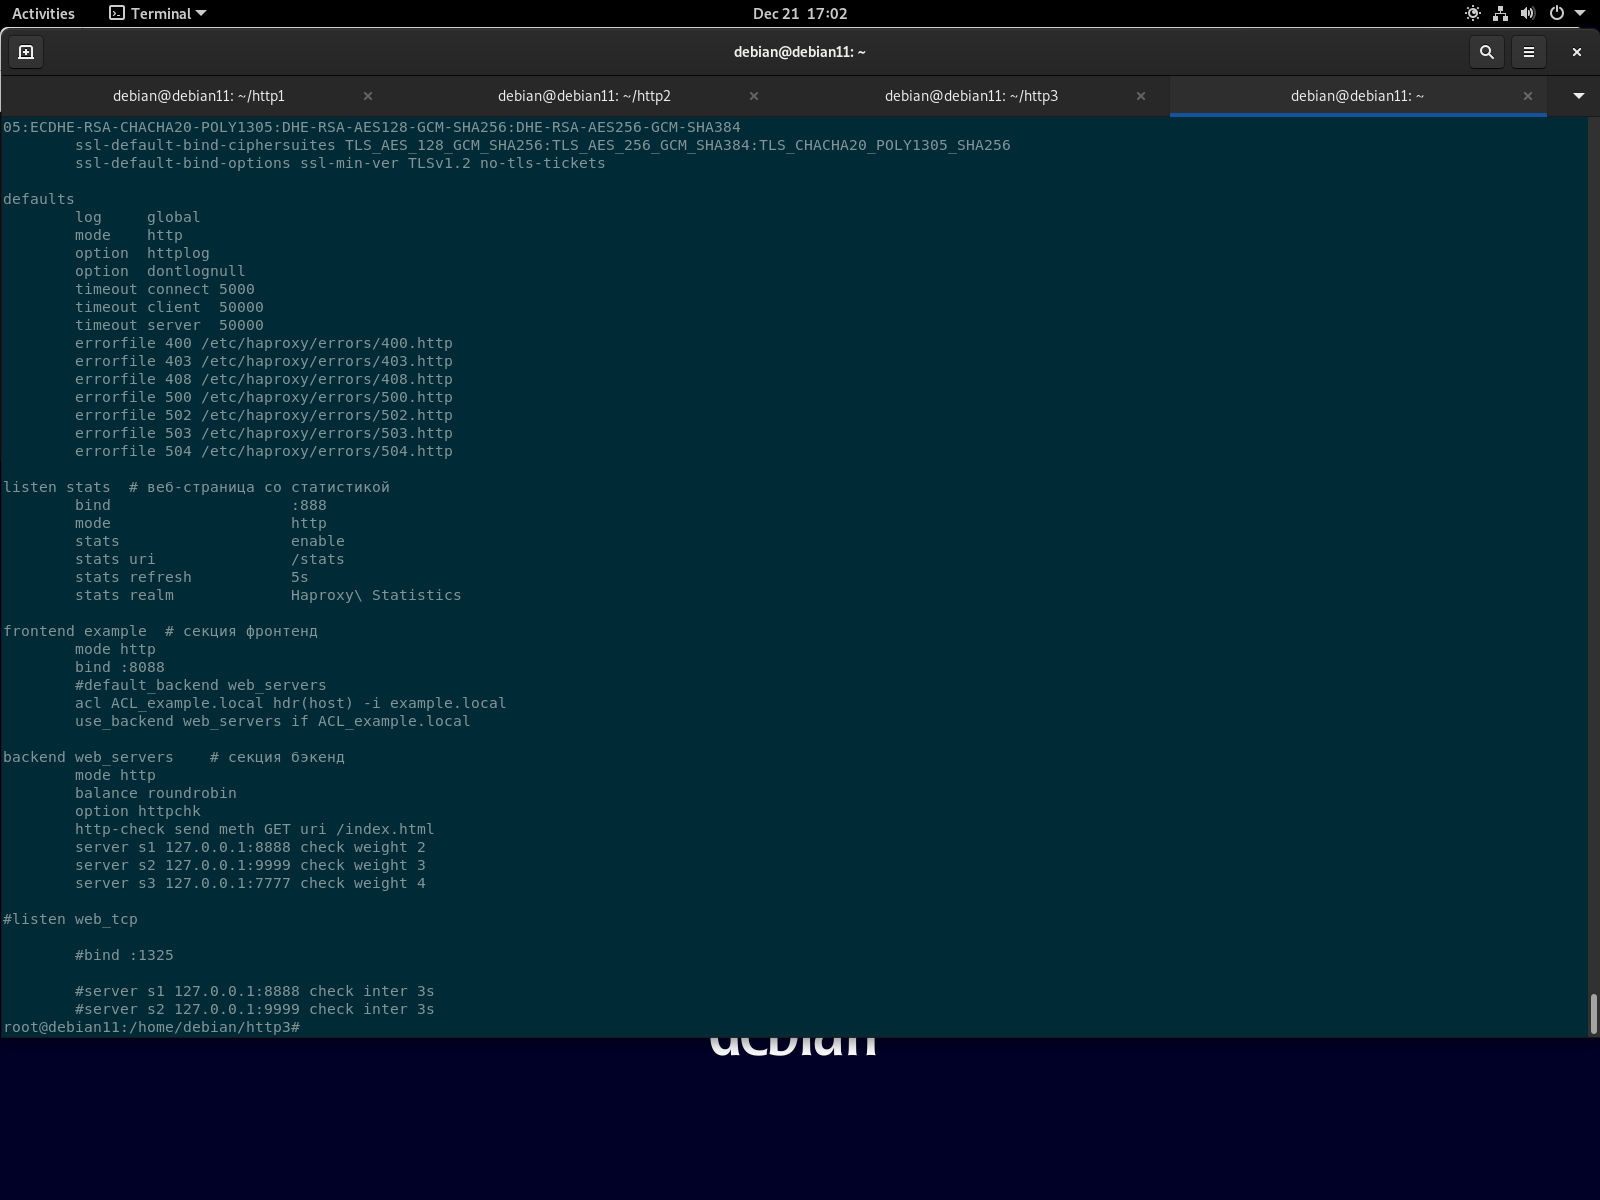 Activities
Terminal
Dec 21 17:02
debian@debian11: ~
debian@debian11: ~/http1
debian@debian11: ~/http2
debian@debian11: ~/http3
debian@debian11: ~
05:ECDHE-RSA-CHACHA20-POLY1305:DHE-RSA-AES128-GCM-SHA256:DHE-RSA-AES256-GCM-SHA384
ssl-default-bind-ciphersuites TLS_AES_128_GCM_SHA256:TLS_AES_256_GCM_SHA384:TLS_CHACHA20_POLY1305_SHA256
ssl-default-bind-options ssl-min-ver TLSv1.2 no-tls-tickets
defaults
log global
mode http
option httplog
option dontlognull
timeout connect 5000
timeout client 50000
timeout server 50000
errorfile 400 /etc/haproxy/errors/400.http
errorfile 403 /etc/haproxy/errors/403.http
errorfile 408 /etc/haproxy/errors/408.http
errorfile 500 /etc/haproxy/errors/500.http
errorfile 502 /etc/haproxy/errors/502.http
errorfile 503 /etc/haproxy/errors/503.http
errorfile 504 /etc/haproxy/errors/504.http
listen stats # веб-страница со статистикой
bind :888
mode http
stats enable
stats uri /stats
stats refresh 5s
stats realm Haproxy\ Statistics
frontend example # секция фронтенд
mode http
bind :8088
#default_backend web_servers
acl ACL_example.local hdr(host) -i example.local
use_backend web_servers if ACL_example.local
backend web_servers # секция бэкенд
mode http
balance roundrobin
option httpchk
http-check send meth GET uri /index.html
server s1 127.0.0.1:8888 check weight 2
server s2 127.0.0.1:9999 check weight 3
server s3 127.0.0.1:7777 check weight 4
#listen web_tcp
#bind :1325
#server s1 127.0.0.1:8888 check inter 3s
#server s2 127.0.0.1:9999 check inter 3s
root@debian11:/home/debian/http3#
debian